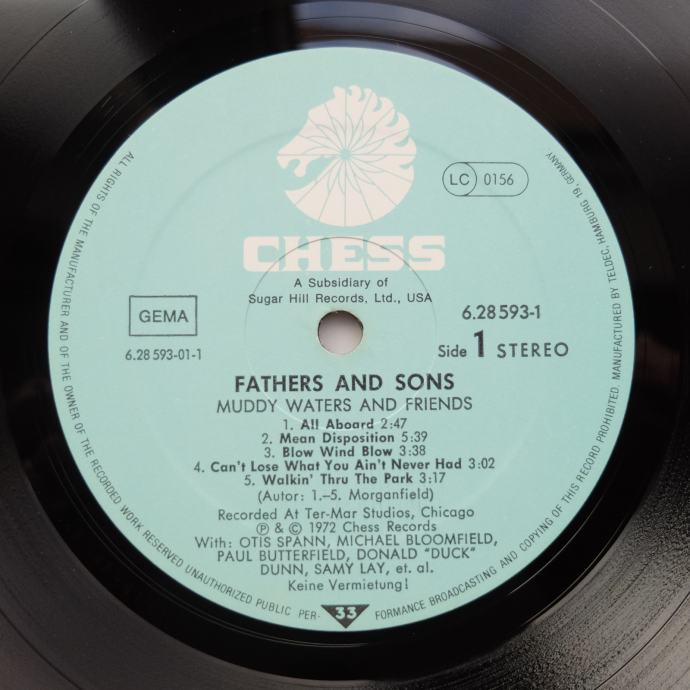 CHESS
LC 0156
A Subsidiary of
Sugar Hill Records, Ltd., USA
GEMA
6.28 593-01-1
6.28 593-1
Side 1 STEREO
FATHERS AND SONS
MUDDY WATERS AND FRIENDS
1. All Aboard 2:47
2. Mean Disposition 5:39
3. Blow Wind Blow 3:38
4. Can't Lose What You Ain't Never Had 3:02
5. Walkin' Thru The Park 3:17
(Autor: 1.–5. Morganfield)
Recorded At Ter-Mar Studios, Chicago
℗ & © 1972 Chess Records
With: OTIS SPANN, MICHAEL BLOOMFIELD,
PAUL BUTTERFIELD, DONALD "DUCK"
DUNN, SAMY LAY, et. al.
Keine Vermietung!
33
ALL RIGHTS OF THE MANUFACTURER AND OF THE OWNER OF THE RECORDED WORK RESERVED UNAUTHORIZED PUBLIC PER- FORMANCE BROADCASTING AND COPYING OF THIS RECORD PROHIBITED. MANUFACTURED BY TELDEC, HAMBURG 19, GERMANY